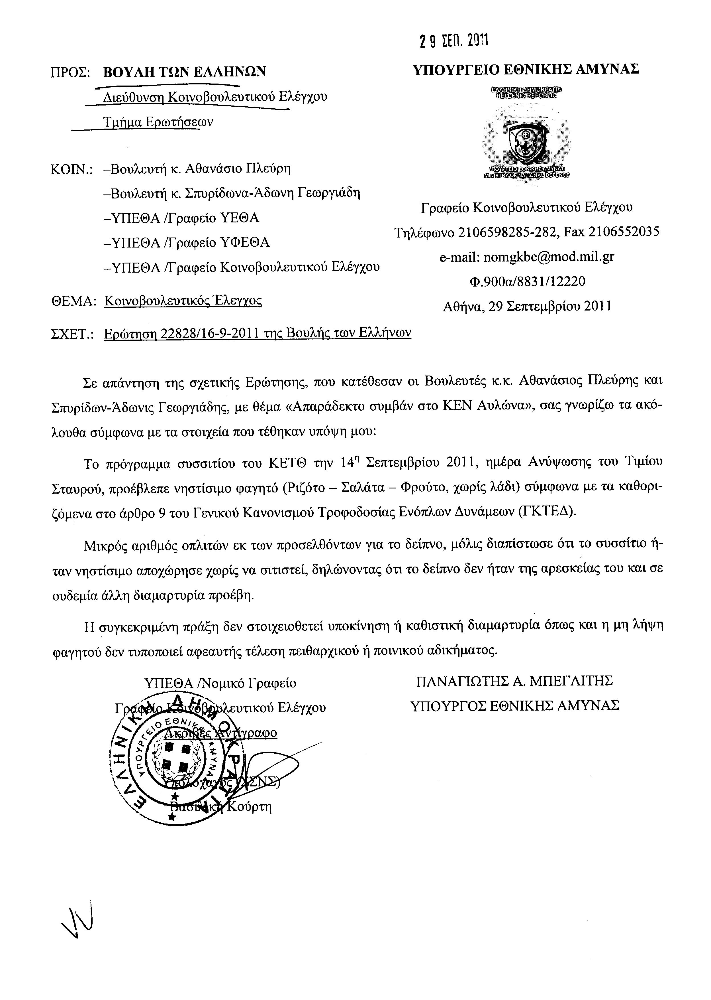 29 ΣΕΠ. 2011
ΠΡΟΣ: ΒΟΥΛΗ ΤΩΝ ΕΛΛΗΝΩΝ
Διεύθυνση Κοινοβουλευτικού Ελέγχου
Τμήμα Ερωτήσεων
ΚΟΙΝ.: –Βουλευτή κ. Αθανάσιο Πλεύρη
–Βουλευτή κ. Σπυρίδωνα-Άδωνη Γεωργιάδη
–ΥΠΕΘΑ /Γραφείο ΥΕΘΑ
–ΥΠΕΘΑ /Γραφείο ΥΦΕΘΑ
–ΥΠΕΘΑ /Γραφείο Κοινοβουλευτικού Ελέγχου
ΘΕΜΑ: Κοινοβουλευτικός Έλεγχος
ΣΧΕΤ.: Ερώτηση 22828/16-9-2011 της Βουλής των Ελλήνων
ΥΠΟΥΡΓΕΙΟ ΕΘΝΙΚΗΣ ΑΜΥΝΑΣ
ΕΛΛΗΝΙΚΗ ΔΗΜΟΚΡΑΤΙΑ
HELLENIC REPUBLIC
ΥΠΟΥΡΓΕΙΟ ΕΘΝΙΚΗΣ ΑΜΥΝΑΣ
MINISTRY OF NATIONAL DEFENCE
Γραφείο Κοινοβουλευτικού Ελέγχου
Τηλέφωνο 2106598285-282, Fax 2106552035
e-mail: nomgkbe@mod.mil.gr
Φ.900α/8831/12220
Αθήνα, 29 Σεπτεμβρίου 2011
Σε απάντηση της σχετικής Ερώτησης, που κατέθεσαν οι Βουλευτές κ.κ. Αθανάσιος Πλεύρης και
Σπυρίδων-Άδωνις Γεωργιάδης, με θέμα «Απαράδεκτο συμβάν στο ΚΕΝ Αυλώνα», σας γνωρίζω τα ακό-
λουθα σύμφωνα με τα στοιχεία που τέθηκαν υπόψη μου:
Το πρόγραμμα συσσιτίου του ΚΕΤΘ την 14η Σεπτεμβρίου 2011, ημέρα Ανύψωσης του Τιμίου
Σταυρού, προέβλεπε νηστίσιμο φαγητό (Ριζότο – Σαλάτα – Φρούτο, χωρίς λάδι) σύμφωνα με τα καθορι-
ζόμενα στο άρθρο 9 του Γενικού Κανονισμού Τροφοδοσίας Ενόπλων Δυνάμεων (ΓΚΤΕΔ).
Μικρός αριθμός οπλιτών εκ των προσελθόντων για το δείπνο, μόλις διαπίστωσε ότι το συσσίτιο ή-
ταν νηστίσιμο αποχώρησε χωρίς να σιτιστεί, δηλώνοντας ότι το δείπνο δεν ήταν της αρεσκείας του και σε
ουδεμία άλλη διαμαρτυρία προέβη.
Η συγκεκριμένη πράξη δεν στοιχειοθετεί υποκίνηση ή καθιστική διαμαρτυρία όπως και η μη λήψη
φαγητού δεν τυποποιεί αφεαυτής τέλεση πειθαρχικού ή ποινικού αδικήματος.
ΥΠΕΘΑ /Νομικό Γραφείο
Γραφείο Κοινοβουλευτικού Ελέγχου
Ακριβές Αντίγραφο
Υπολοχαγός (ΣΣΝΣ)
Βασιλική Κούρτη
ΕΛΛΗΝΙΚΗ ΔΗΜΟΚΡΑΤΙΑ
ΥΠΟΥΡΓΕΙΟ ΕΘΝΙΚΗΣ ΑΜΥΝΑΣ
ΠΑΝΑΓΙΩΤΗΣ Α. ΜΠΕΓΛΙΤΗΣ
ΥΠΟΥΡΓΟΣ ΕΘΝΙΚΗΣ ΑΜΥΝΑΣ